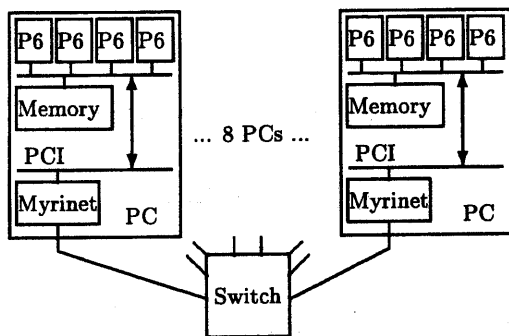 P6 P6 P6 P6
Memory
PCI
Myrinet
PC
... 8 PCs ...
P6 P6 P6 P6
Memory
PCI
Myrinet
PC
Switch